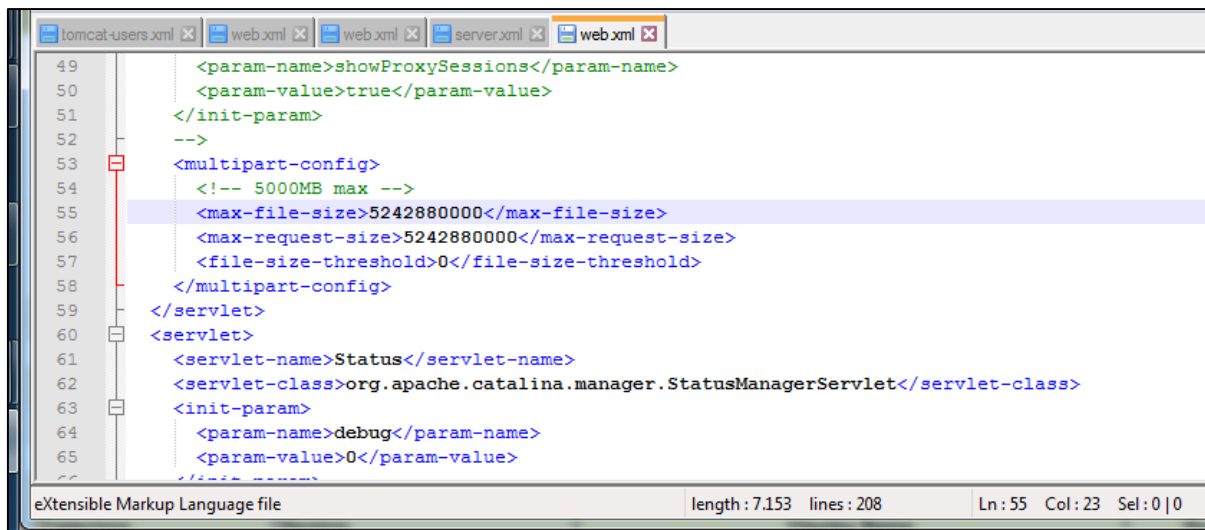 tomcat-users.xml web.xml web.xml server.xml web.xml
49 <param-name>showProxySessions</param-name>
50 <param-value>true</param-value>
51 </init-param>
52 -->
53 <multipart-config>
54 <!-- 5000MB max -->
55 <max-file-size>5242880000</max-file-size>
56 <max-request-size>5242880000</max-request-size>
57 <file-size-threshold>0</file-size-threshold>
58 </multipart-config>
59 </servlet>
60 <servlet>
61 <servlet-name>Status</servlet-name>
62 <servlet-class>org.apache.catalina.manager.StatusManagerServlet</servlet-class>
63 <init-param>
64 <param-name>debug</param-name>
65 <param-value>0</param-value>
eXtensible Markup Language file length : 7.153 lines : 208 Ln : 55 Col : 23 Sel : 0 | 0